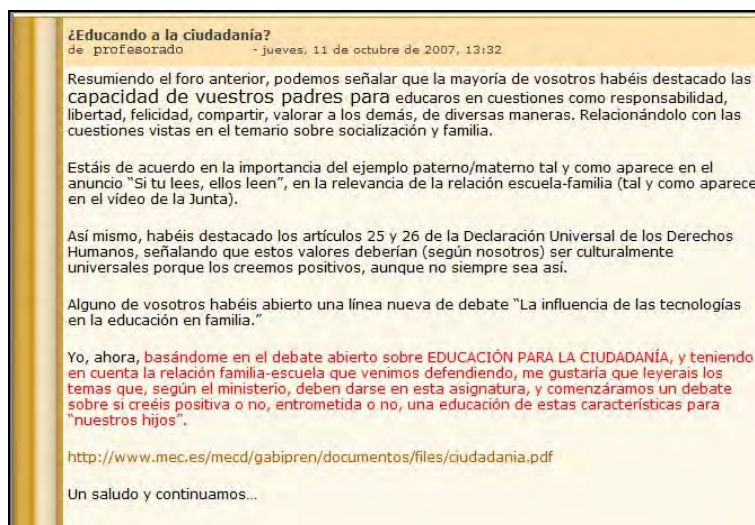 ¿Educando a la ciudadanía?
de profesorado - jueves, 11 de octubre de 2007, 13:32
Resumiendo el foro anterior, podemos señalar que la mayoría de vosotros habéis destacado las
capacidad de vuestros padres para educaros en cuestiones como responsabilidad,
libertad, felicidad, compartir, valorar a los demás, de diversas maneras. Relacionándolo con las
cuestiones vistas en el temario sobre socialización y familia.
Estáis de acuerdo en la importancia del ejemplo paterno/materno tal y como aparece en el
anuncio "Si tu lees, ellos leen", en la relevancia de la relación escuela-familia (tal y como aparece
en el vídeo de la Junta).
Así mismo, habéis destacado los artículos 25 y 26 de la Declaración Universal de los Derechos
Humanos, señalando que estos valores deberían (según nosotros) ser culturalmente
universales porque los creemos positivos, aunque no siempre sea así.
Alguno de vosotros habéis abierto una línea nueva de debate "La influencia de las tecnologías
en la educación en familia."
Yo, ahora, basándome en el debate abierto sobre EDUCACIÓN PARA LA CIUDADANÍA, y teniendo
en cuenta la relación familia-escuela que venimos defendiendo, me gustaría que leyerais los
temas que, según el ministerio, deben darse en esta asignatura, y comenzáramos un debate
sobre si creéis positiva o no, entrometida o no, una educación de estas características para
"nuestros hijos".
http://www.mec.es/mecd/gabipren/documentos/files/ciudadania.pdf
Un saludo y continuamos...